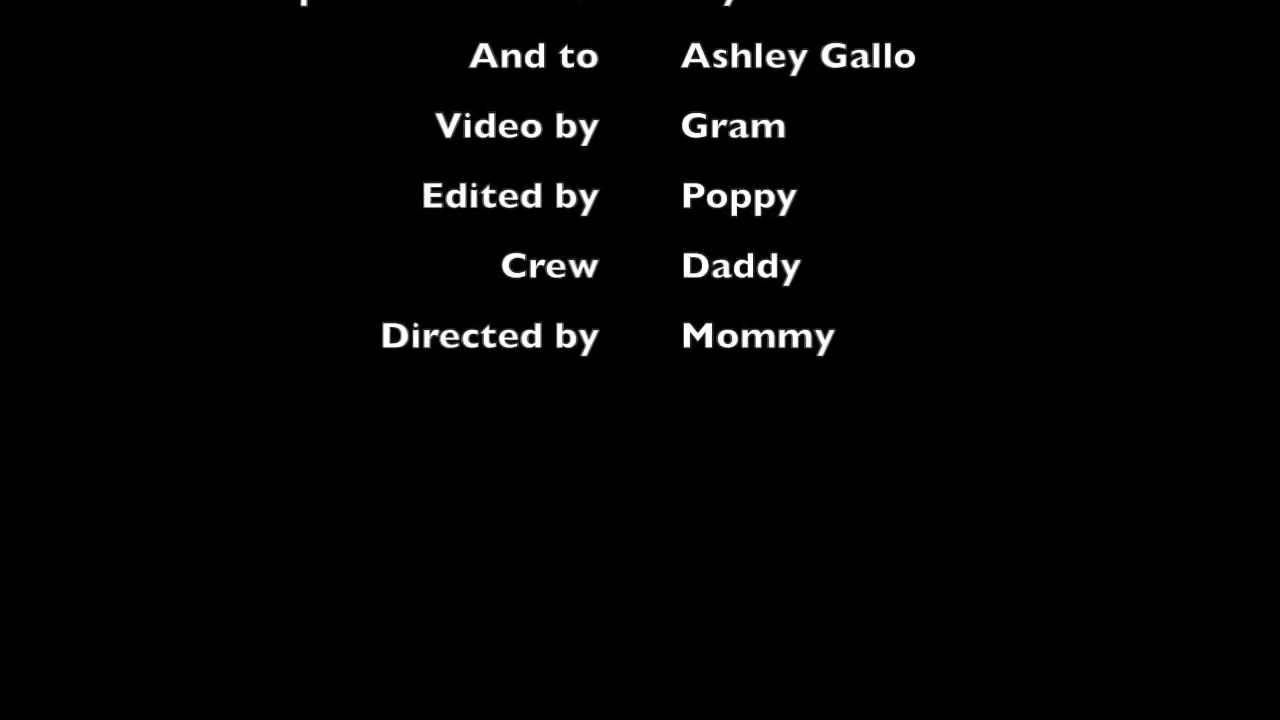 And to Ashley Gallo
Video by Gram
Edited by Poppy
Crew Daddy
Directed by Mommy